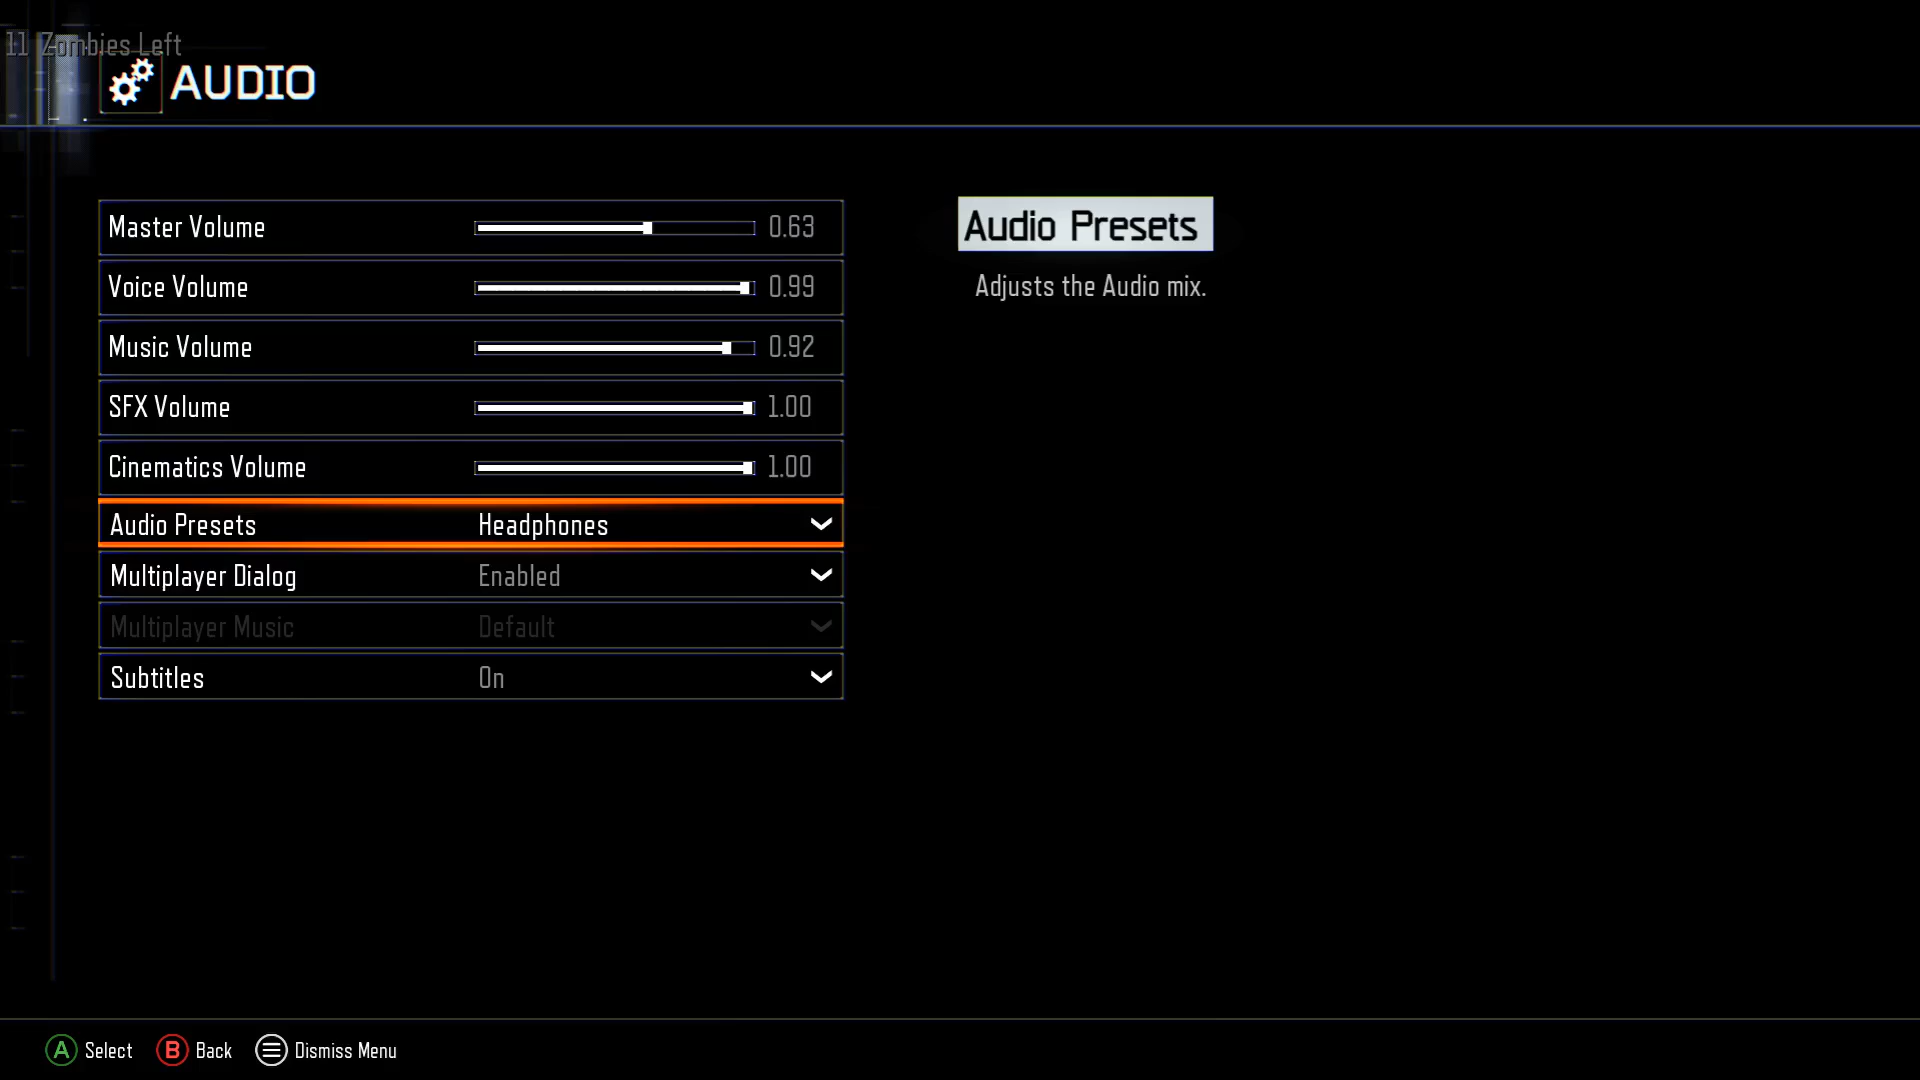 11 Zombies Left
AUDIO
Master Volume 0.63
Voice Volume 0.99
Music Volume 0.92
SFX Volume 1.00
Cinematics Volume 1.00
Audio Presets Headphones
Multiplayer Dialog Enabled
Multiplayer Music Default
Subtitles On
Audio Presets
Adjusts the Audio mix.
A Select B Back Dismiss Menu